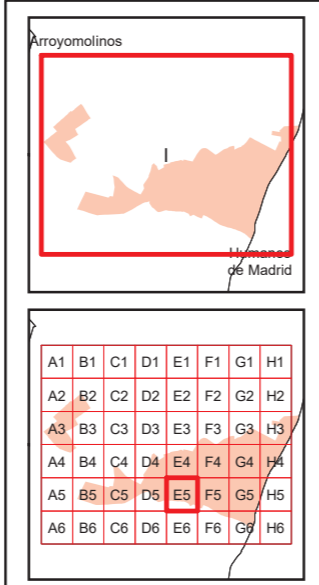 Arroyomolinos
I
Humanes
de Madrid
A1 B1 C1 D1 E1 F1 G1 H1
A2 B2 C2 D2 E2 F2 G2 H2
A3 B3 C3 D3 E3 F3 G3 H3
A4 B4 C4 D4 E4 F4 G4 H4
A5 B5 C5 D5 E5 F5 G5 H5
A6 B6 C6 D6 E6 F6 G6 H6